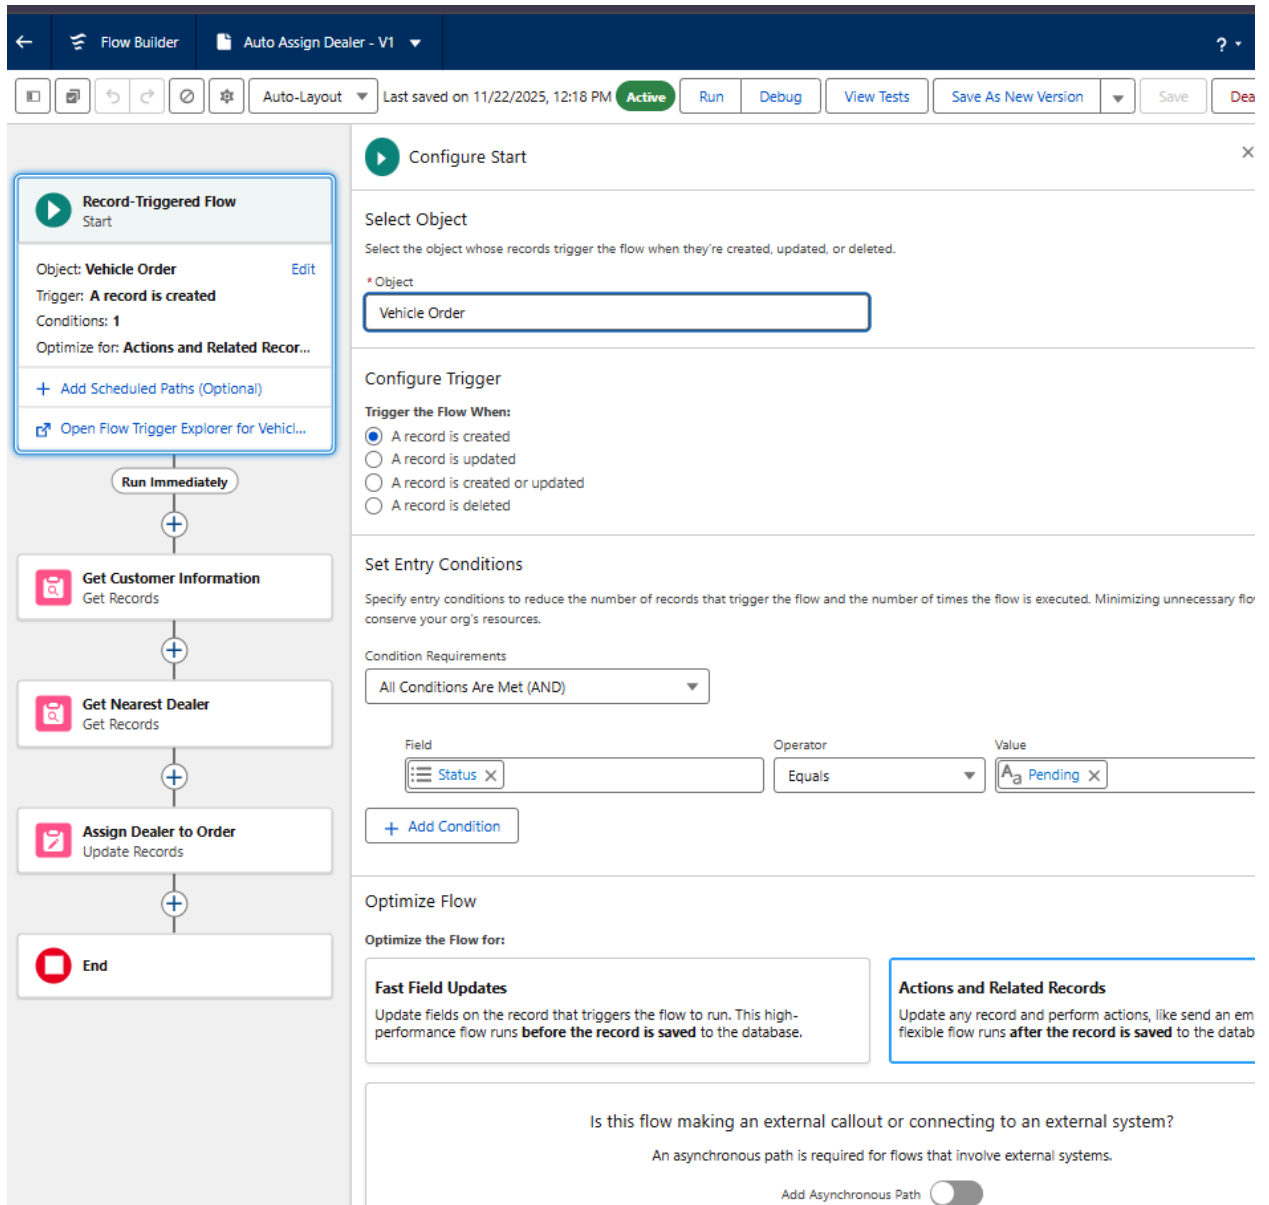 Flow Builder
Auto Assign Dealer - V1
?
Auto-Layout
Last saved on 11/22/2025, 12:18 PM
Active
Run
Debug
View Tests
Save As New Version
Save
Dea
Record-Triggered Flow
Start
Object: Vehicle Order
Edit
Trigger: A record is created
Conditions: 1
Optimize for: Actions and Related Recor...
+ Add Scheduled Paths (Optional)
Open Flow Trigger Explorer for Vehicl...
Run Immediately
Get Customer Information
Get Records
Get Nearest Dealer
Get Records
Assign Dealer to Order
Update Records
End
Configure Start
Select Object
Select the object whose records trigger the flow when they're created, updated, or deleted.
* Object
Vehicle Order
Configure Trigger
Trigger the Flow When:
A record is created
A record is updated
A record is created or updated
A record is deleted
Set Entry Conditions
Specify entry conditions to reduce the number of records that trigger the flow and the number of times the flow is executed. Minimizing unnecessary flo
conserve your org's resources.
Condition Requirements
All Conditions Are Met (AND)
Field
Operator
Value
Status
Equals
Aa Pending
+ Add Condition
Optimize Flow
Optimize the Flow for:
Fast Field Updates
Update fields on the record that triggers the flow to run. This high-
performance flow runs before the record is saved to the database.
Actions and Related Records
Update any record and perform actions, like send an em
flexible flow runs after the record is saved to the datab
Is this flow making an external callout or connecting to an external system?
An asynchronous path is required for flows that involve external systems.
Add Asynchronous Path